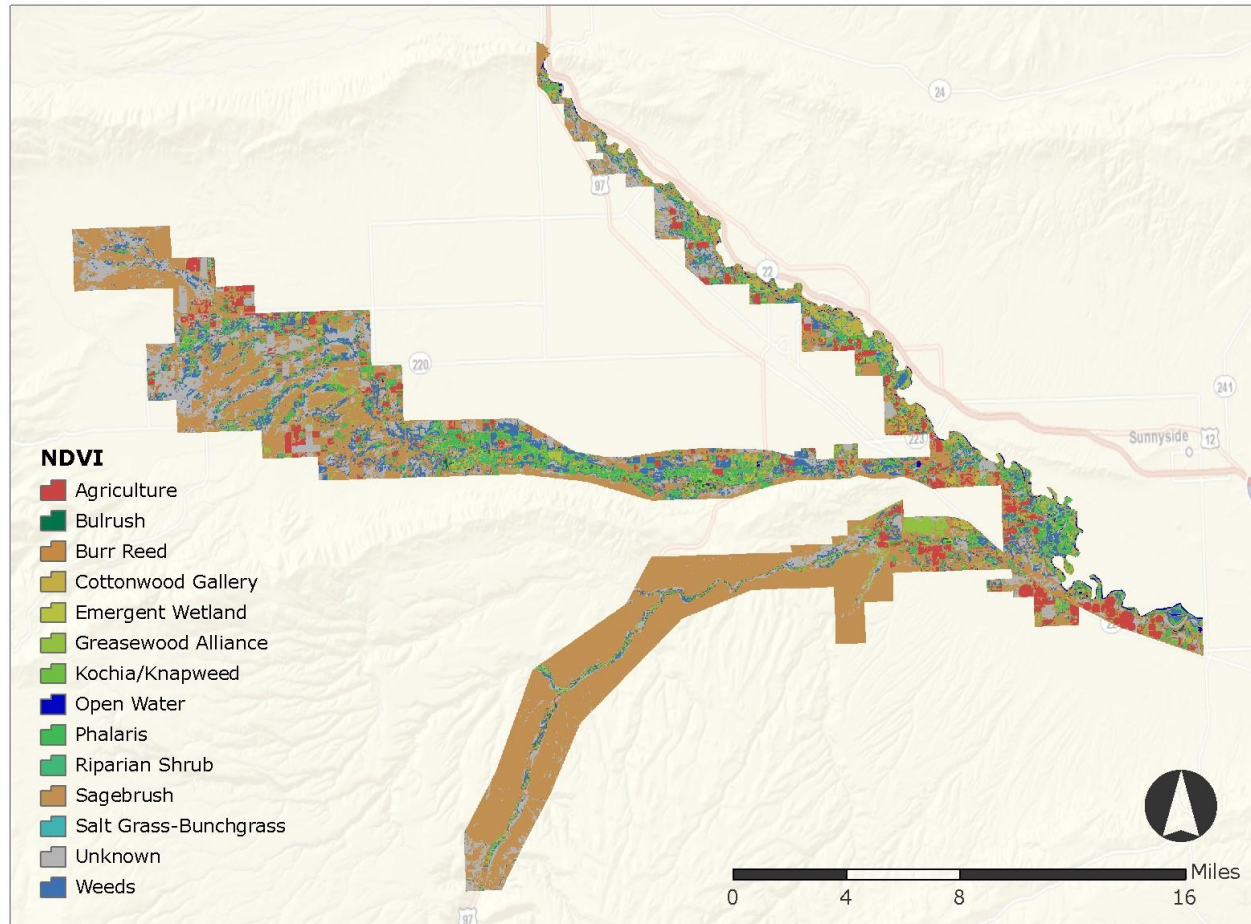 24
97
22
220
241
223
Sunnyside
12
NDVI
Agriculture
Bulrush
Burr Reed
Cottonwood Gallery
Emergent Wetland
Greasewood Alliance
Kochia/Knapweed
Open Water
Phalaris
Riparian Shrub
Sagebrush
Salt Grass-Bunchgrass
Unknown
Weeds
Miles
0 4 8 16
97